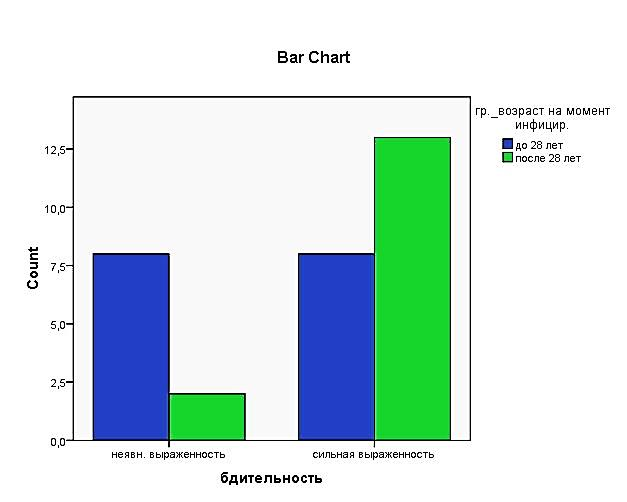 Bar Chart
гр._возраст на момент
инфицир.
до 28 лет
после 28 лет
Count
12,5
10,0
7,5
5,0
2,5
0,0
неявн. выраженность
сильная выраженность
бдительность